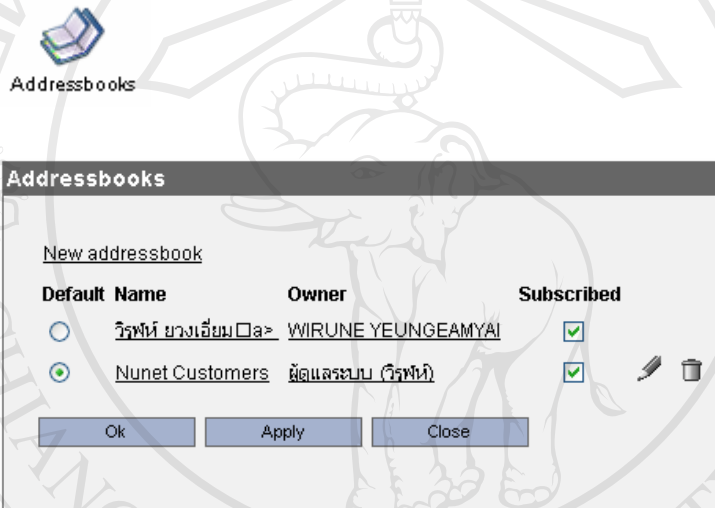 Addressbooks
Addressbooks
New addressbook
Default Name Owner Subscribed
วิรุฬห์ ยวงเอี่ยม□a> WIRUNE YEUNGEAMYAI
Nunet Customers ผู้ดูแลระบบ (วิรุฬห์)
Ok Apply Close